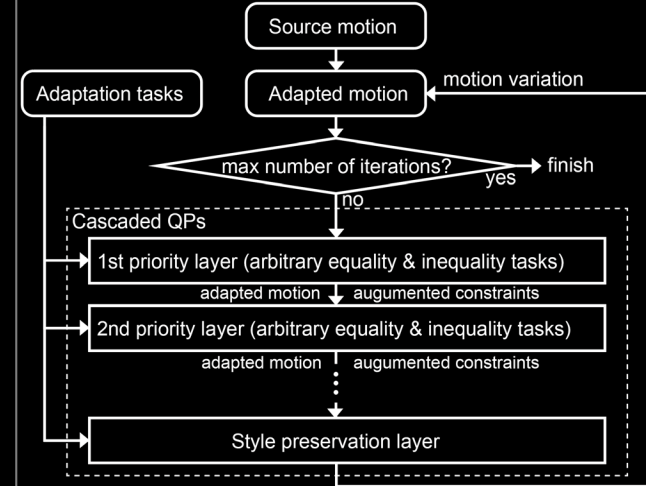 Source motion
Adaptation tasks
Adapted motion
motion variation
max number of iterations?
yes
finish
no
Cascaded QPs
1st priority layer (arbitrary equality & inequality tasks)
adapted motion augumented constraints
2nd priority layer (arbitrary equality & inequality tasks)
adapted motion augumented constraints
Style preservation layer